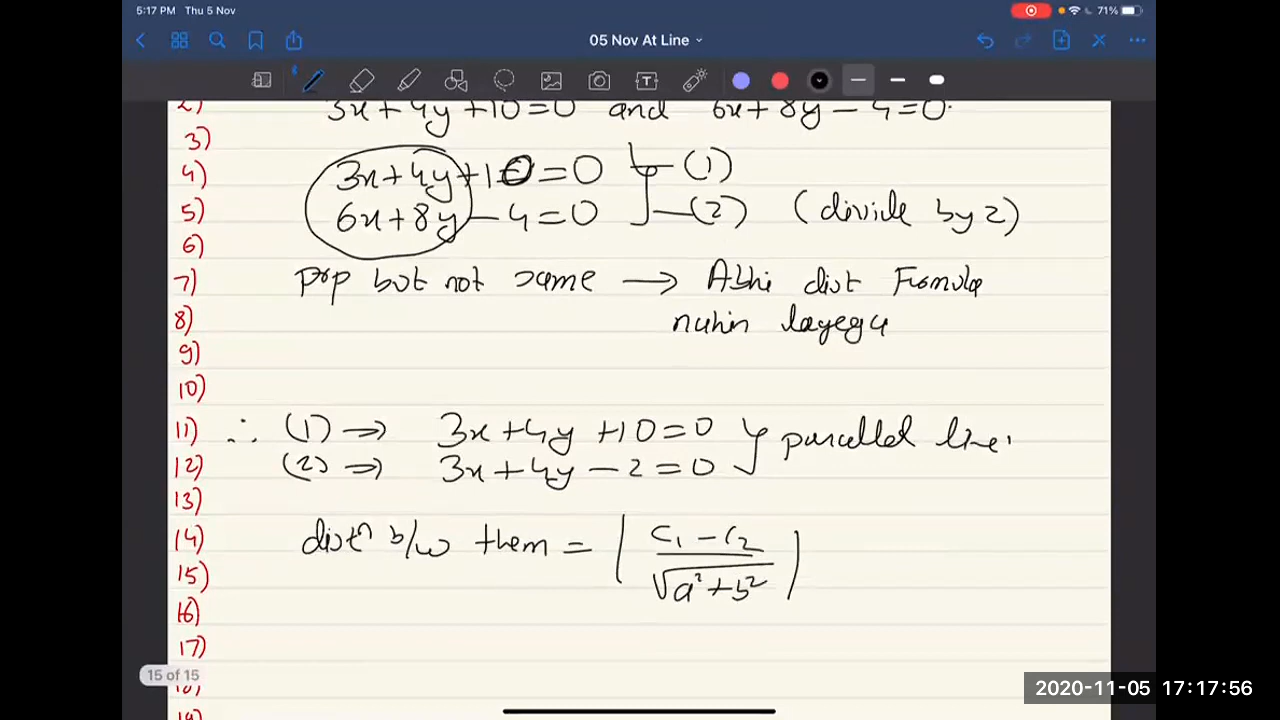 5:17 PM Thu 5 Nov
71%
05 Nov At Line
T
2) 3x + 4y + 10 = 0 and 6x + 8y - 4 = 0.
3)
4) 3x + 4y + 10 = 0 — (1)
5) 6x + 8y - 4 = 0 — (2) (divide by 2)
6)
7) prp but not same → Abhi dist Fromula
8) nahin lagega
9)
10)
11) ∴ (1) ⇒ 3x + 4y + 10 = 0 } parallel line.
12) (2) ⇒ 3x + 4y - 2 = 0
13)
14) distⁿ b/w them = | C₁ - C₂
15) √a² + b² |
16)
17)
15 of 15
18)
2020-11-05 17:17:56